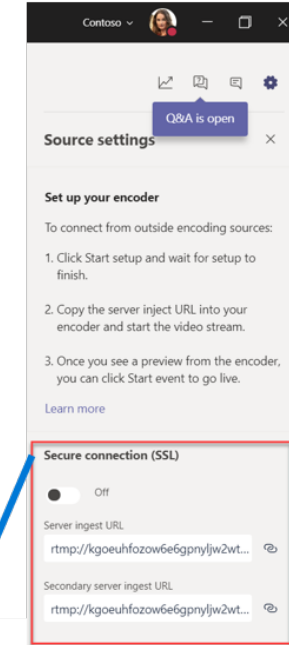 Contoso
Q&A is open
Source settings
Set up your encoder
To connect from outside encoding sources:
1. Click Start setup and wait for setup to
finish.
2. Copy the server inject URL into your
encoder and start the video stream.
3. Once you see a preview from the encoder,
you can click Start event to go live.
Learn more
Secure connection (SSL)
Off
Server ingest URL
rtmp://kgoeuhfozow6e6gpnyljw2wt...
Secondary server ingest URL
rtmp://kgoeuhfozow6e6gpnyljw2wt...